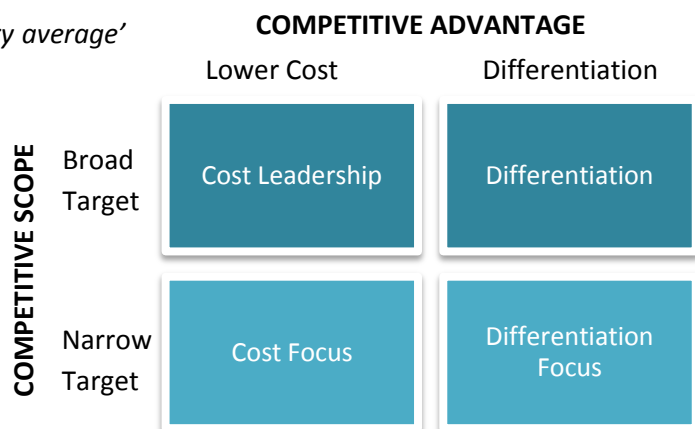 y average’
COMPETITIVE ADVANTAGE
Lower Cost
Differentiation
COMPETITIVE SCOPE
Broad
Target
Cost Leadership
Differentiation
Narrow
Target
Cost Focus
Differentiation
Focus